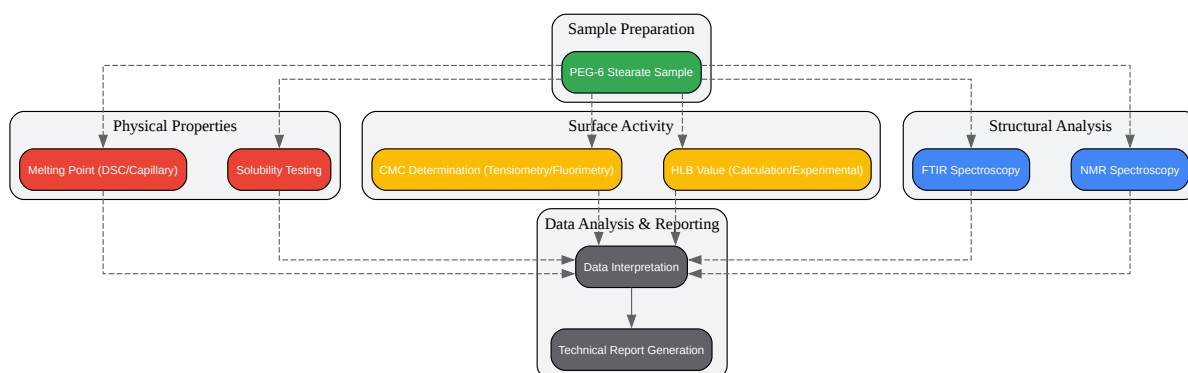 Sample Preparation
PEG-6 Stearate Sample
Physical Properties
Melting Point (DSC/Capillary)
Solubility Testing
Surface Activity
CMC Determination (Tensiometry/Fluorimetry)
HLB Value (Calculation/Experimental)
Structural Analysis
FTIR Spectroscopy
NMR Spectroscopy
Data Analysis & Reporting
Data Interpretation
Technical Report Generation